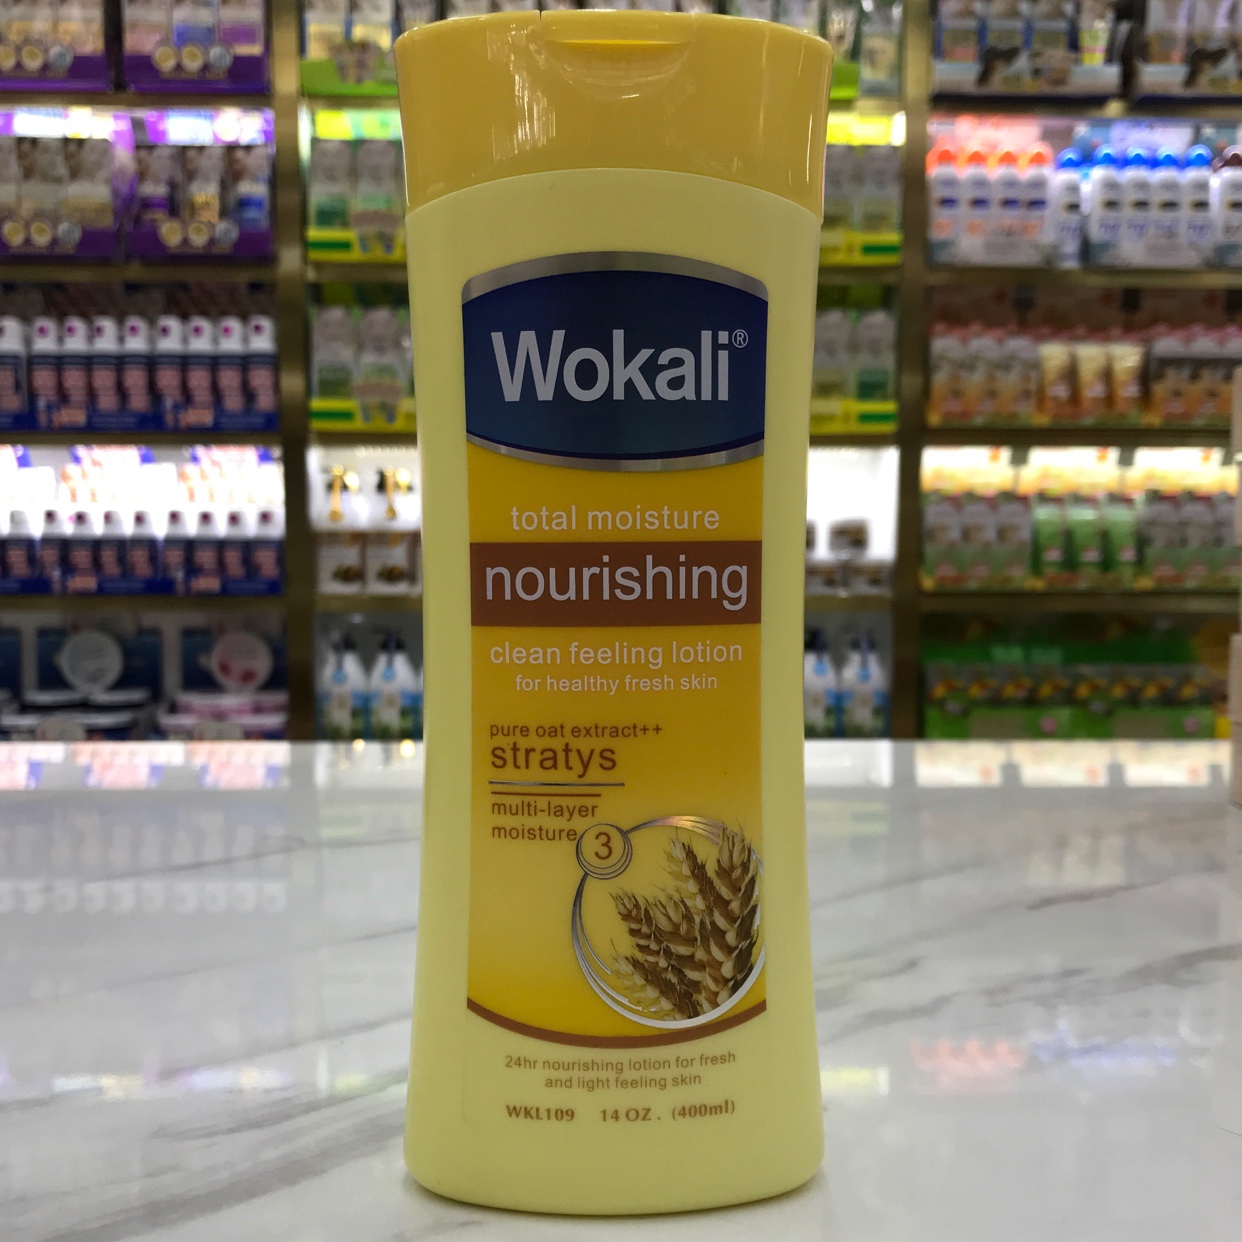 Wokali®
total moisture
nourishing
clean feeling lotion
for healthy fresh skin
pure oat extract++
stratys
multi-layer
moisture 3
24hr nourishing lotion for fresh
and light feeling skin
WKL109 14 OZ. (400ml)